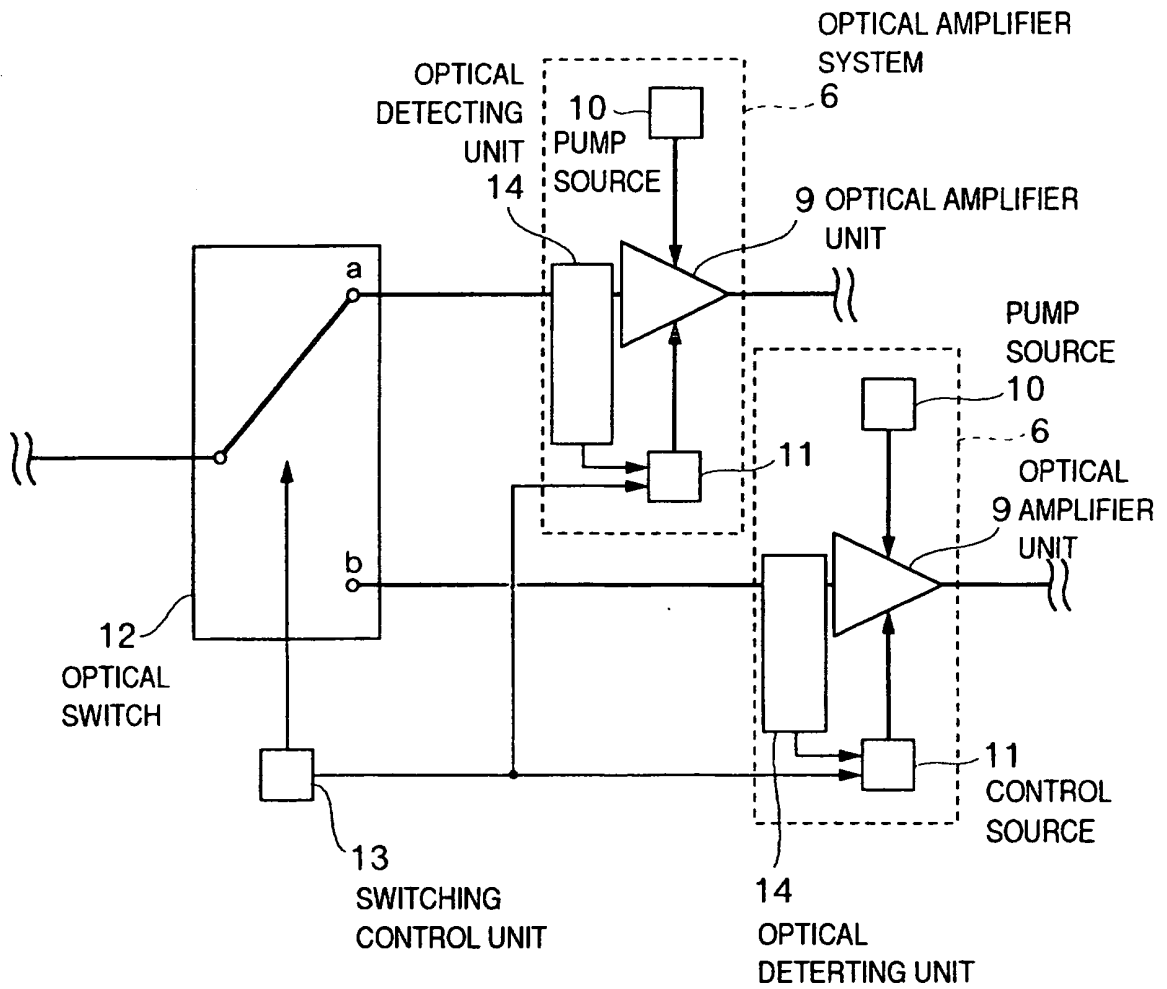 OPTICAL AMPLIFIER
SYSTEM
6
OPTICAL
DETECTING
UNIT
14
10
PUMP
SOURCE
9 OPTICAL AMPLIFIER
UNIT
a
PUMP
SOURCE
10
6
11
OPTICAL
9 AMPLIFIER
UNIT
b
12
OPTICAL
SWITCH
11
CONTROL
SOURCE
13
SWITCHING
CONTROL UNIT
14
OPTICAL
DETERTING UNIT